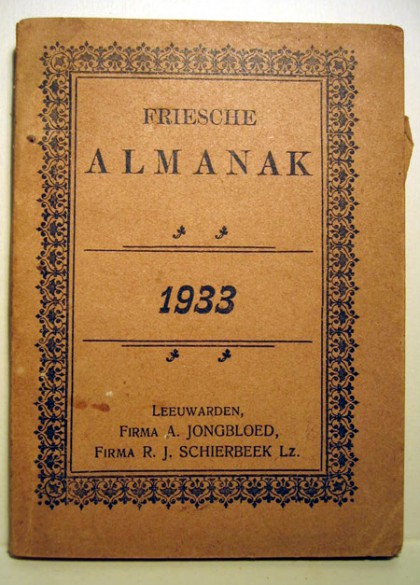 FRIESCHE
ALMANAK
1933
LEEUWARDEN,
FIRMA A. JONGBLOED,
FIRMA R. J. SCHIERBEEK LZ.